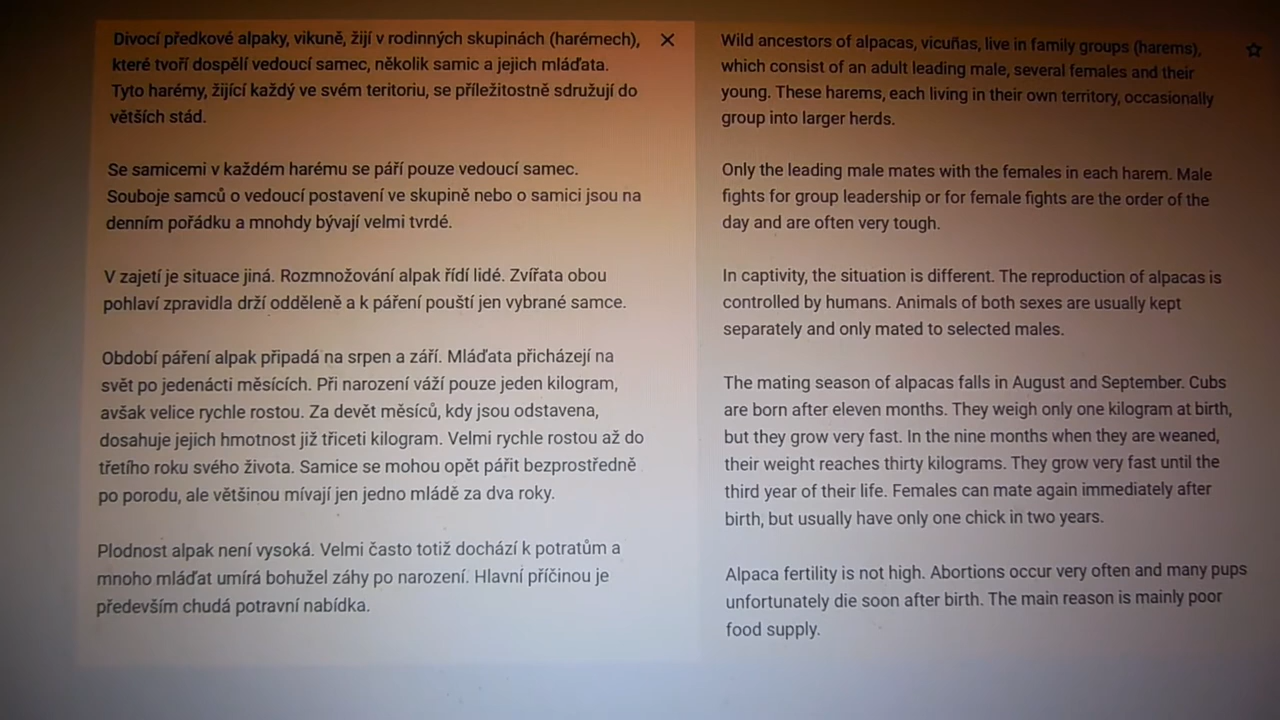 Divocí předkové alpaky, vikuně, žijí v rodinných skupinách (harémech),
které tvoří dospělí vedoucí samec, několik samic a jejich mláďata.
Tyto harémy, žijící každý ve svém teritoriu, se příležitostně sdružují do
větších stád.
Se samicemi v každém harému se páří pouze vedoucí samec.
Souboje samců o vedoucí postavení ve skupině nebo o samici jsou na
denním pořádku a mnohdy bývají velmi tvrdé.
V zajetí je situace jiná. Rozmnožování alpak řídí lidé. Zvířata obou
pohlaví zpravidla drží odděleně a k páření pouští jen vybrané samce.
Období páření alpak připadá na srpen a září. Mláďata přicházejí na
svět po jedenácti měsících. Při narození váží pouze jeden kilogram,
avšak velice rychle rostou. Za devět měsíců, kdy jsou odstavena,
dosahuje jejich hmotnost již třiceti kilogram. Velmi rychle rostou až do
třetího roku svého života. Samice se mohou opět pářit bezprostředně
po porodu, ale většinou mívají jen jedno mládě za dva roky.
Plodnost alpak není vysoká. Velmi často totiž dochází k potratům a
mnoho mláďat umírá bohužel záhy po narození. Hlavní příčinou je
především chudá potravní nabídka.
Wild ancestors of alpacas, vicuñas, live in family groups (harems),
which consist of an adult leading male, several females and their
young. These harems, each living in their own territory, occasionally
group into larger herds.
Only the leading male mates with the females in each harem. Male
fights for group leadership or for female fights are the order of the
day and are often very tough.
In captivity, the situation is different. The reproduction of alpacas is
controlled by humans. Animals of both sexes are usually kept
separately and only mated to selected males.
The mating season of alpacas falls in August and September. Cubs
are born after eleven months. They weigh only one kilogram at birth,
but they grow very fast. In the nine months when they are weaned,
their weight reaches thirty kilograms. They grow very fast until the
third year of their life. Females can mate again immediately after
birth, but usually have only one chick in two years.
Alpaca fertility is not high. Abortions occur very often and many pups
unfortunately die soon after birth. The main reason is mainly poor
food supply.